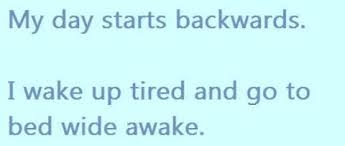 My day starts backwards.
I wake up tired and go to
bed wide awake.